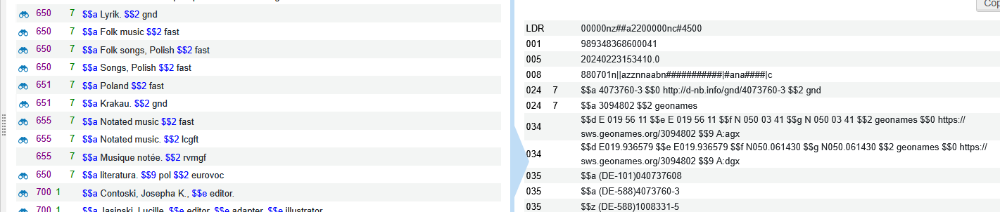 650 7 $$a Lyrik. $$2 gnd
650 7 $$a Folk music $$2 fast
650 7 $$a Folk songs, Polish $$2 fast
650 7 $$a Songs, Polish $$2 fast
651 7 $$a Poland $$2 fast
651 7 $$a Krakau. $$2 gnd
655 7 $$a Notated music $$2 fast
655 7 $$a Notated music. $$2 lcgft
655 7 $$a Musique notée. $$2 rvmgf
650 7 $$a literatura. $$9 pol $$2 eurovoc
700 1 $$a Contoski, Josepha K., $$e editor.
700 1 $$a Jasinski, Lucille, $$e editor, $$e adapter, $$e illustrator
LDR 00000nz##a2200000nc#4500
001 989348368600041
005 20240223153410.0
008 880701n||azznnaabn###########|#ana####|c
024 7 $$a 4073760-3 $$0 http://d-nb.info/gnd/4073760-3 $$2 gnd
024 7 $$a 3094802 $$2 geonames
034 $$d E 019 56 11 $$e E 019 56 11 $$f N 050 03 41 $$g N 050 03 41 $$2 geonames $$0 https://
sws.geonames.org/3094802 $$9 A:agx
034 $$d E019.936579 $$e E019.936579 $$f N050.061430 $$g N050.061430 $$2 geonames $$0 https://
sws.geonames.org/3094802 $$9 A:dgx
035 $$a (DE-101)040737608
035 $$a (DE-588)4073760-3
035 $$z (DE-588)1008331-5